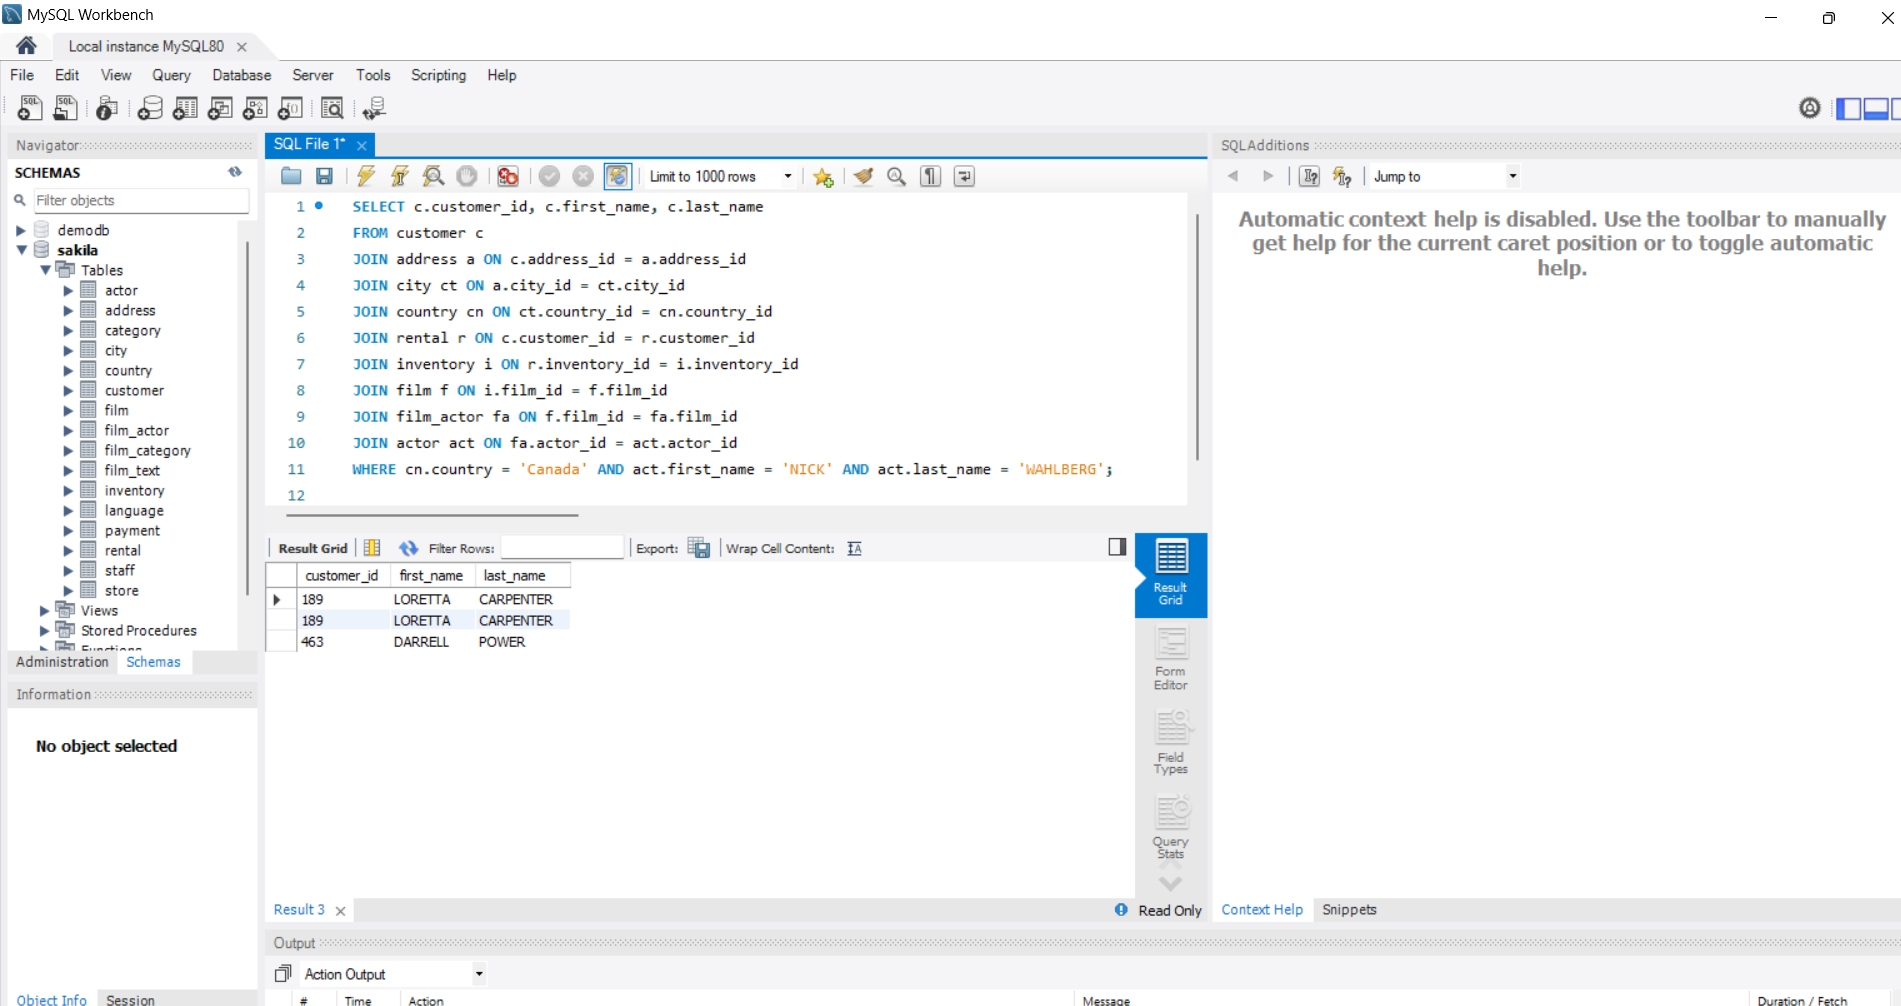 MySQL Workbench
Local instance MySQL80
File Edit View Query Database Server Tools Scripting Help
Navigator
SCHEMAS
Filter objects
demodb
sakila
Tables
actor
address
category
city
country
customer
film
film_actor
film_category
film_text
inventory
language
payment
rental
staff
store
Views
Stored Procedures
Functions
Administration Schemas
Information
No object selected
Object Info Session
SQL File 1*
Limit to 1000 rows
1 SELECT c.customer_id, c.first_name, c.last_name
2 FROM customer c
3 JOIN address a ON c.address_id = a.address_id
4 JOIN city ct ON a.city_id = ct.city_id
5 JOIN country cn ON ct.country_id = cn.country_id
6 JOIN rental r ON c.customer_id = r.customer_id
7 JOIN inventory i ON r.inventory_id = i.inventory_id
8 JOIN film f ON i.film_id = f.film_id
9 JOIN film_actor fa ON f.film_id = fa.film_id
10 JOIN actor act ON fa.actor_id = act.actor_id
11 WHERE cn.country = 'Canada' AND act.first_name = 'NICK' AND act.last_name = 'WAHLBERG';
12
Result Grid Filter Rows: Export: Wrap Cell Content:
customer_id first_name last_name
189 LORETTA CARPENTER
189 LORETTA CARPENTER
463 DARRELL POWER
Result
Grid
Form
Editor
Field
Types
Query
Stats
Result 3
Read Only
SQLAdditions
Jump to
Automatic context help is disabled. Use the toolbar to manually
get help for the current caret position or to toggle automatic
help.
Context Help Snippets
Output
Action Output
# Time Action Message Duration / Fetch